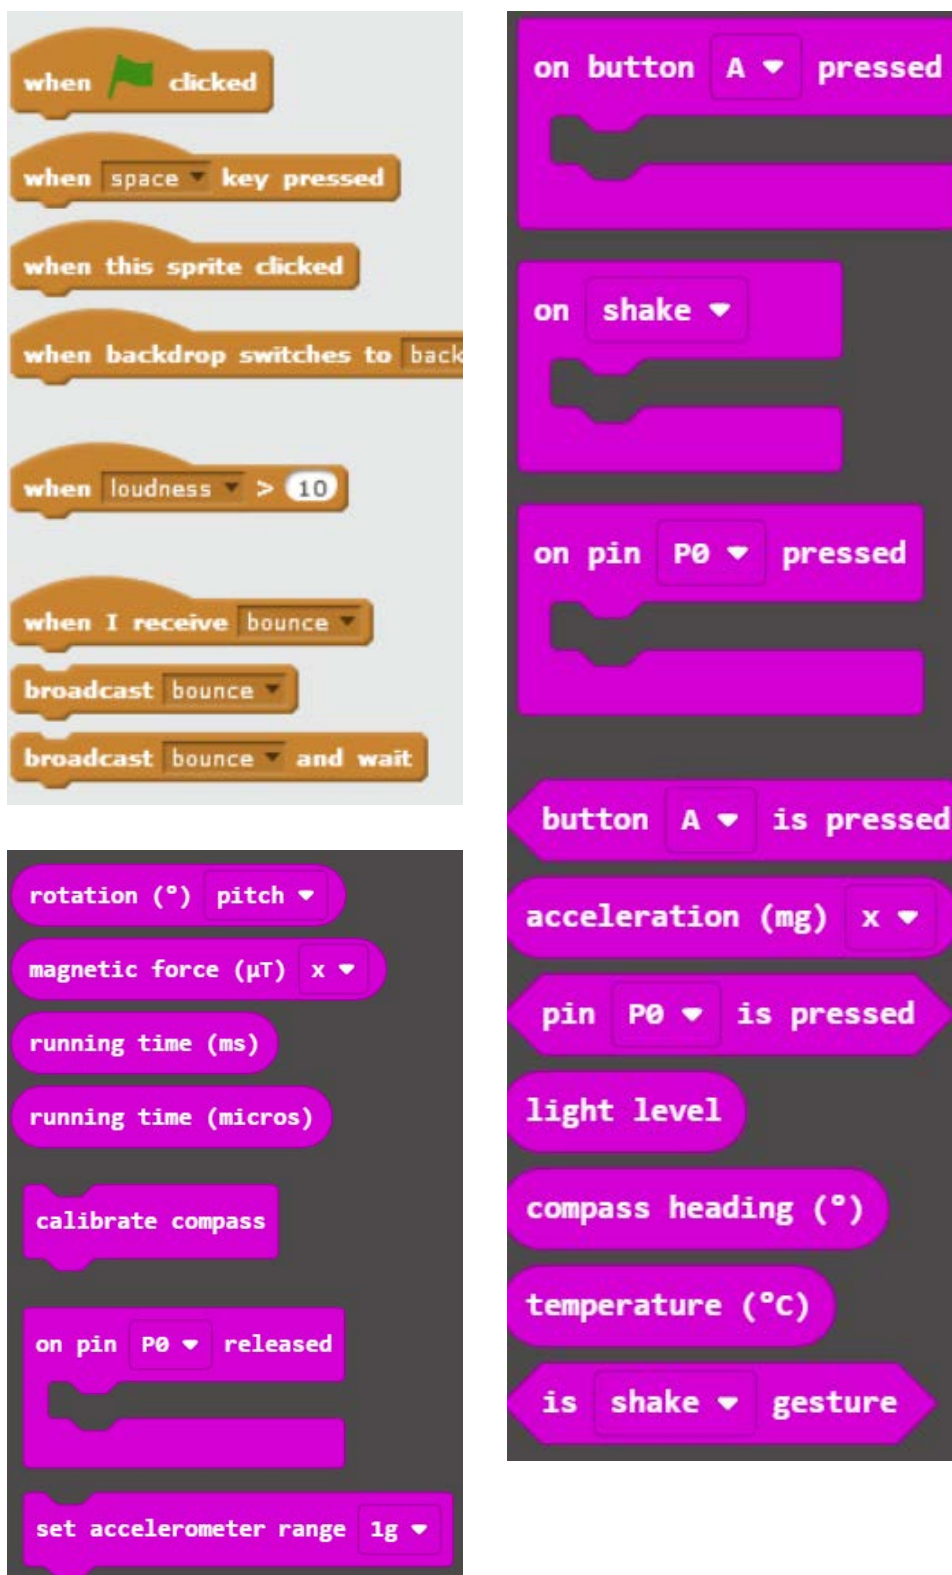 when clicked
when space key pressed
when this sprite clicked
when backdrop switches to
when loudness > 10
when I receive bounce
broadcast bounce
broadcast bounce and wait
rotation (°) pitch
magnetic force (µT) x
running time (ms)
running time (micros)
calibrate compass
on pin P0 released
set accelerometer range 1g
on button A pressed
on shake
on pin P0 pressed
button A is pressed
acceleration (mg) x
pin P0 is pressed
light level
compass heading (°)
temperature (°C)
is shake gesture